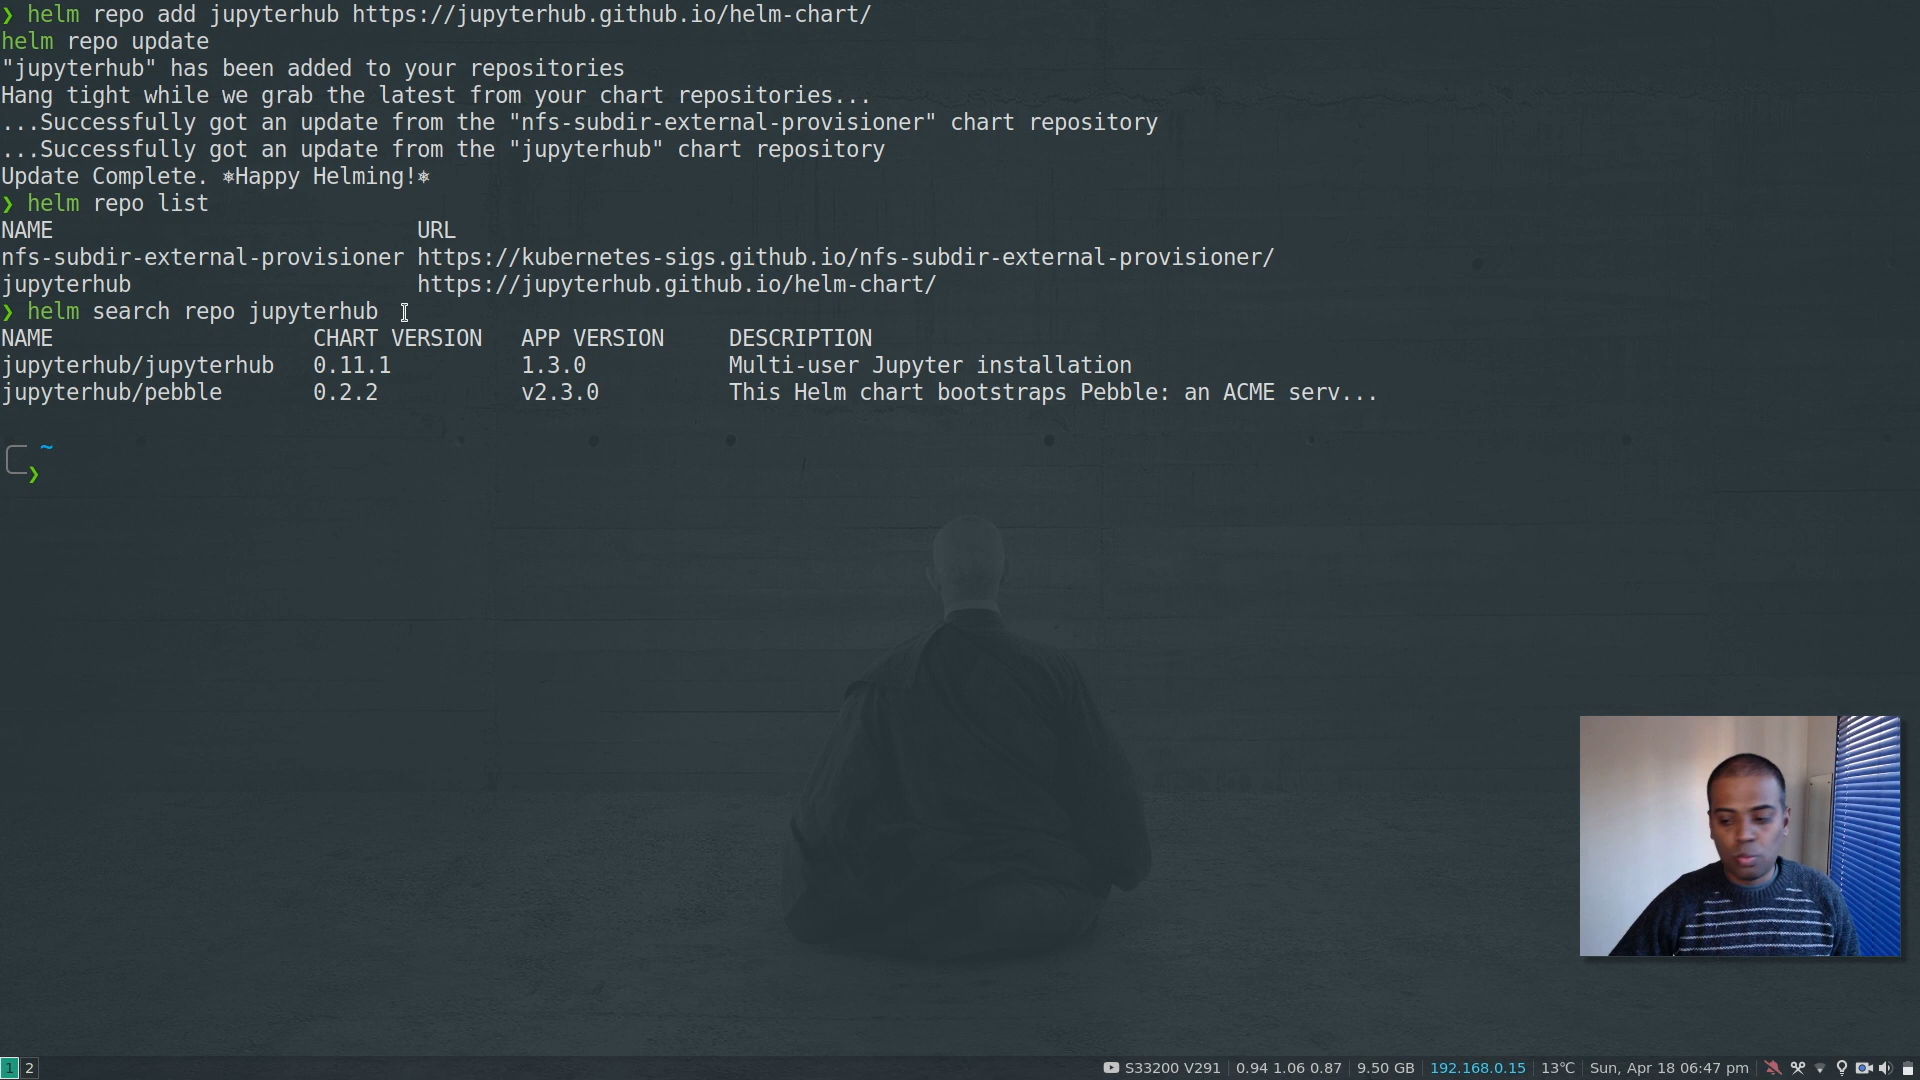 ❯ helm repo add jupyterhub https://jupyterhub.github.io/helm-chart/
helm repo update
"jupyterhub" has been added to your repositories
Hang tight while we grab the latest from your chart repositories...
...Successfully got an update from the "nfs-subdir-external-provisioner" chart repository
...Successfully got an update from the "jupyterhub" chart repository
Update Complete. ⎈Happy Helming!⎈
❯ helm repo list
NAME URL
nfs-subdir-external-provisioner https://kubernetes-sigs.github.io/nfs-subdir-external-provisioner/
jupyterhub https://jupyterhub.github.io/helm-chart/
❯ helm search repo jupyterhub
NAME CHART VERSION APP VERSION DESCRIPTION
jupyterhub/jupyterhub 0.11.1 1.3.0 Multi-user Jupyter installation
jupyterhub/pebble 0.2.2 v2.3.0 This Helm chart bootstraps Pebble: an ACME serv...
~
❯
1 2 S33200 V291 0.94 1.06 0.87 9.50 GB 192.168.0.15 13℃ Sun, Apr 18 06:47 pm